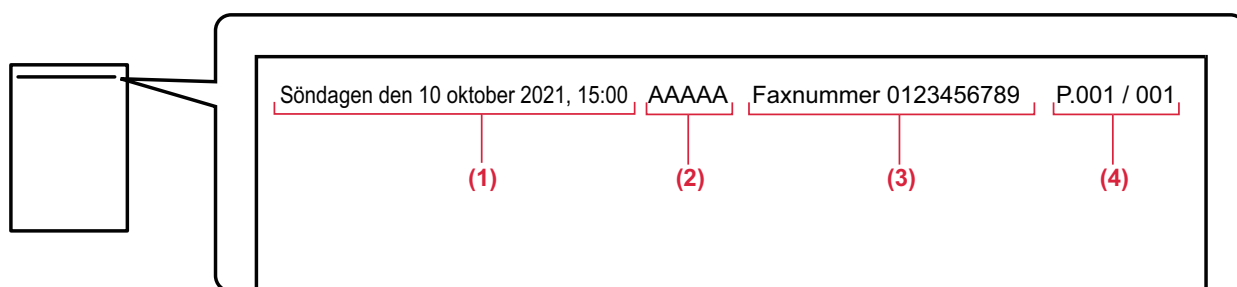 Söndagen den 10 oktober 2021, 15:00 AAAAA Faxnummer 0123456789 P.001 / 001
(1) (2) (3) (4)